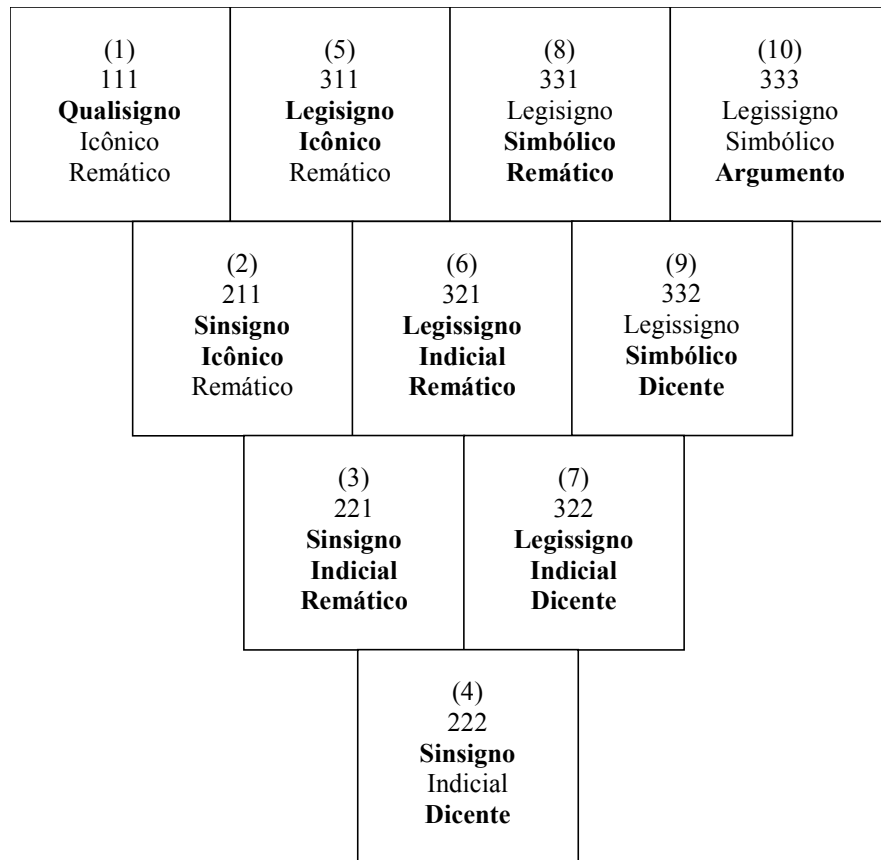 (1)
111
Qualisigno
Icônico
Remático
(5)
311
Legisigno
Icônico
Remático
(8)
331
Legisigno
Simbólico
Remático
(10)
333
Legissigno
Simbólico
Argumento
(2)
211
Sinsigno
Icônico
Remático
(6)
321
Legissigno
Indicial
Remático
(9)
332
Legissigno
Simbólico
Dicente
(3)
221
Sinsigno
Indicial
Remático
(7)
322
Legissigno
Indicial
Dicente
(4)
222
Sinsigno
Indicial
Dicente